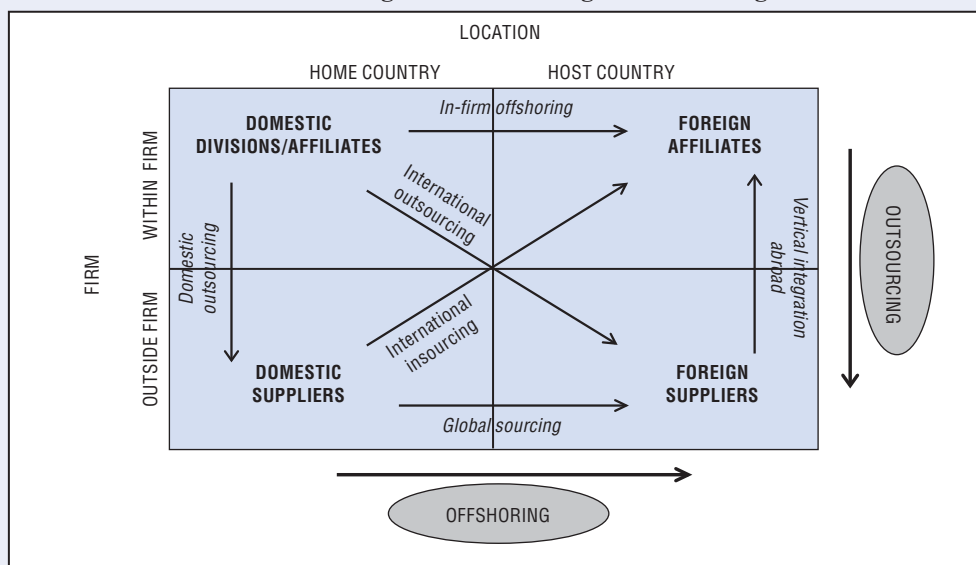 LOCATION
HOME COUNTRY
HOST COUNTRY
FIRM
WITHIN FIRM
OUTSIDE FIRM
DOMESTIC
DIVISIONS/AFFILIATES
In-firm offshoring
FOREIGN
AFFILIATES
International
outsourcing
Domestic
outsourcing
Vertical integration
abroad
OUTSOURCING
International
insourcing
DOMESTIC
SUPPLIERS
FOREIGN
SUPPLIERS
Global sourcing
OFFSHORING